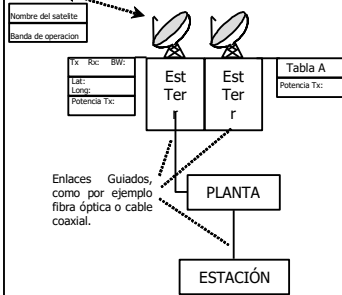 Nombre del satelite
Banda de operacion
Tx Rx: BW:
Lat:
Long:
Potencia Tx:
Est
Ter
r
Est
Ter
r
Tabla A
Potencia Tx:
Enlaces Guiados,
como por ejemplo
fibra óptica o cable
coaxial.
PLANTA
ESTACIÓN